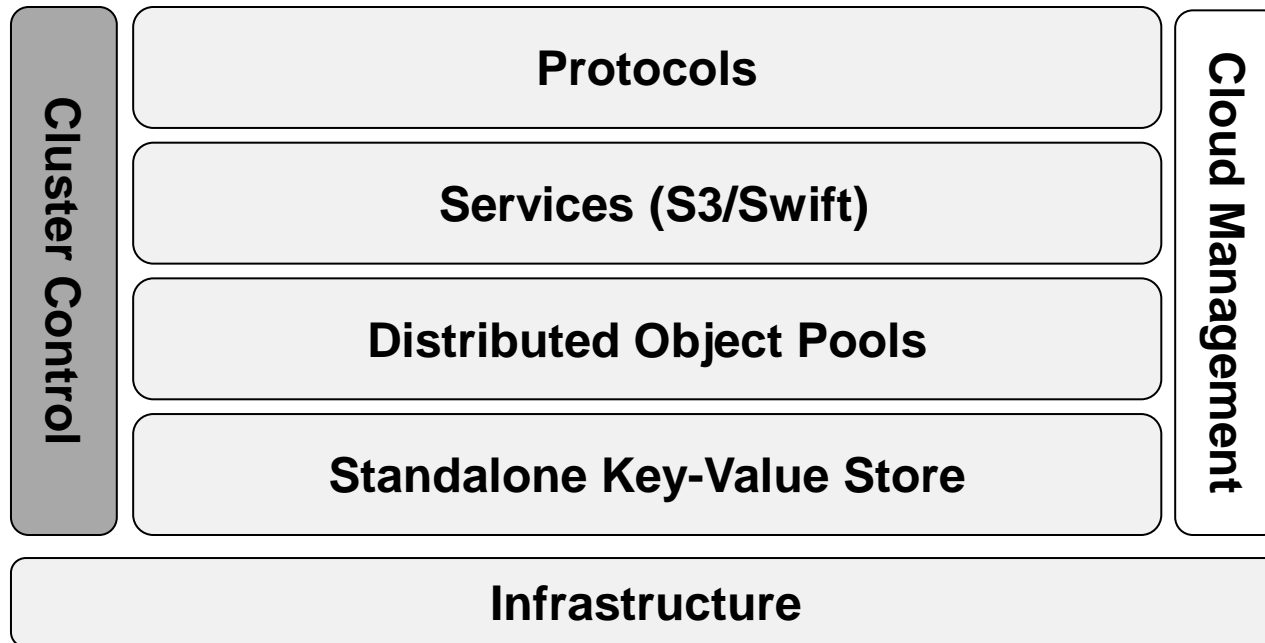 Cluster Control
Protocols
Services (S3/Swift)
Distributed Object Pools
Standalone Key-Value Store
Cloud Management
Infrastructure